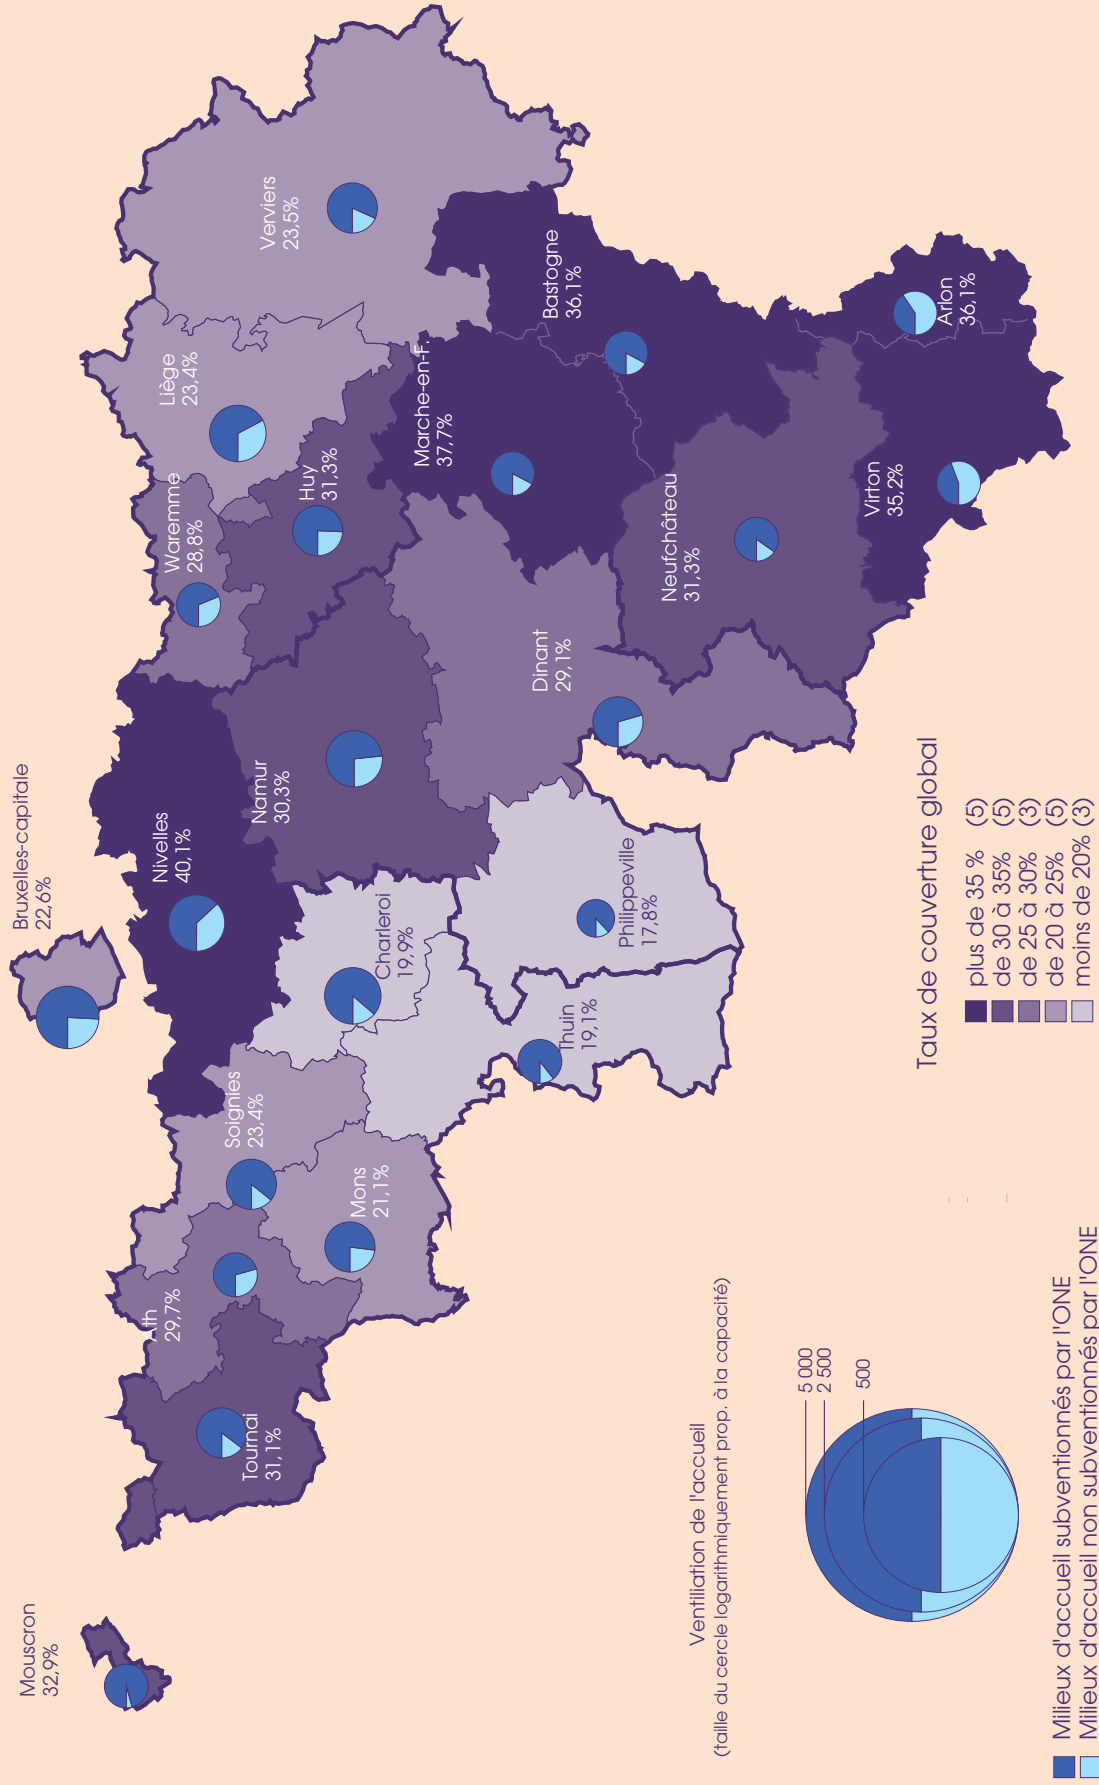 Mouscron
32,9%
Bruxelles-capitale
22,6%
Tournai
31,1%
Ath
29,7%
Soignies
23,4%
Mons
21,1%
Nivelles
40,1%
Charleroi
19,9%
Thuin
19,1%
Philippeville
17,8%
Namur
30,3%
Dinant
29,1%
Waremme
28,8%
Huy
31,3%
Liège
23,4%
Verviers
23,5%
Marche-en-F.
37,7%
Bastogne
36,1%
Neufchâteau
31,3%
Virton
35,2%
Arlon
36,1%
Ventiliation de l'accueil
(taille du cercle logarithmiquement prop. à la capacité)
5 000
2 500
500
Milieux d'accueil subventionnés par l'ONE
Milieux d'accueil non subventionnés par l'ONE
Taux de couverture global
plus de 35 % (5)
de 30 à 35% (5)
de 25 à 30% (3)
de 20 à 25% (5)
moins de 20% (3)